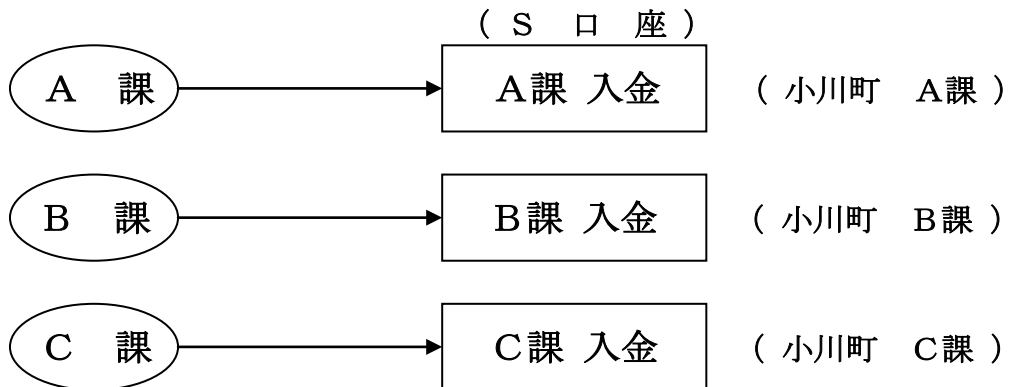 （ Ｓ　口　座 ）
Ａ　課　Ａ課 入金　（ 小川町　Ａ課 ）
Ｂ　課　Ｂ課 入金　（ 小川町　Ｂ課 ）
Ｃ　課　Ｃ課 入金　（ 小川町　Ｃ課 ）